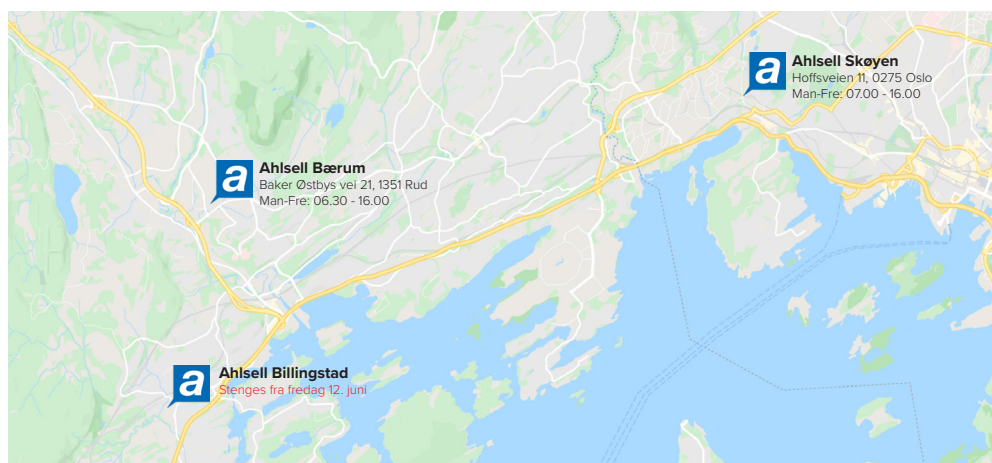 a
Ahlsell Skøyen
Hoffsveien 11, 0275 Oslo
Man-Fre: 07.00 - 16.00
a
Ahlsell Bærum
Baker Østbys vei 21, 1351 Rud
Man-Fre: 06.30 - 16.00
a
Ahlsell Billingstad
Stenges fra fredag 12. juni